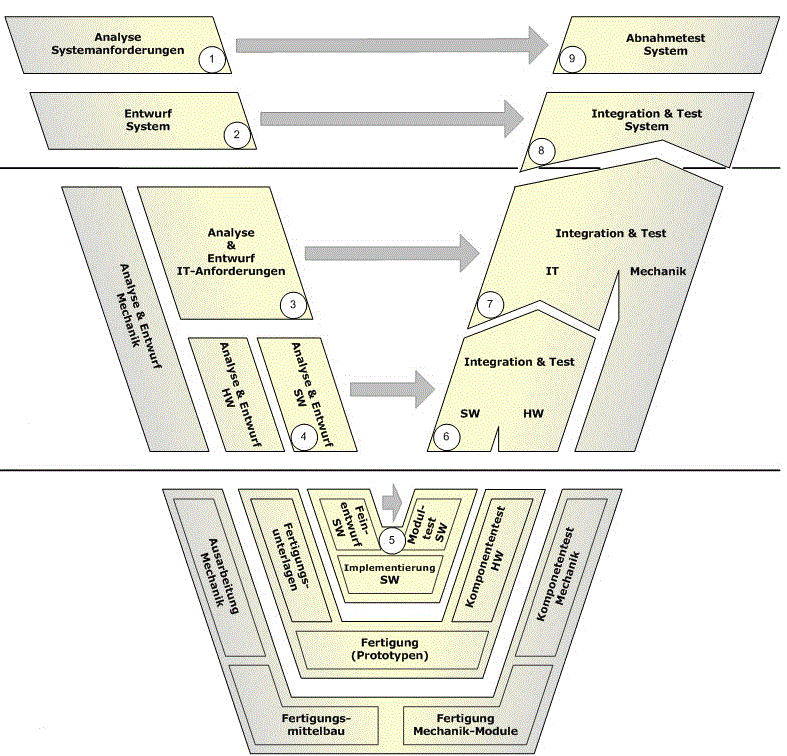 Analyse
Systemanforderungen
1
9
Abnahmetest
System
Entwurf
System
2
8
Integration & Test
System
Analyse & Entwurf
Mechanik
Analyse
&
Entwurf
IT-Anforderungen
3
7
Integration & Test
IT
Mechanik
Analyse & Entwurf
HW
Analyse & Entwurf
SW
4
6
Integration & Test
SW
HW
Ausarbeitung
Mechanik
Fertigungs-
unterlagen
Fein-
entwurf
SW
5
Modul-
test
SW
Implementierung
SW
Komponententest
HW
Komponetentest
Mechanik
Fertigung
(Prototypen)
Fertigungs-
mittelbau
Fertigung
Mechanik-Module